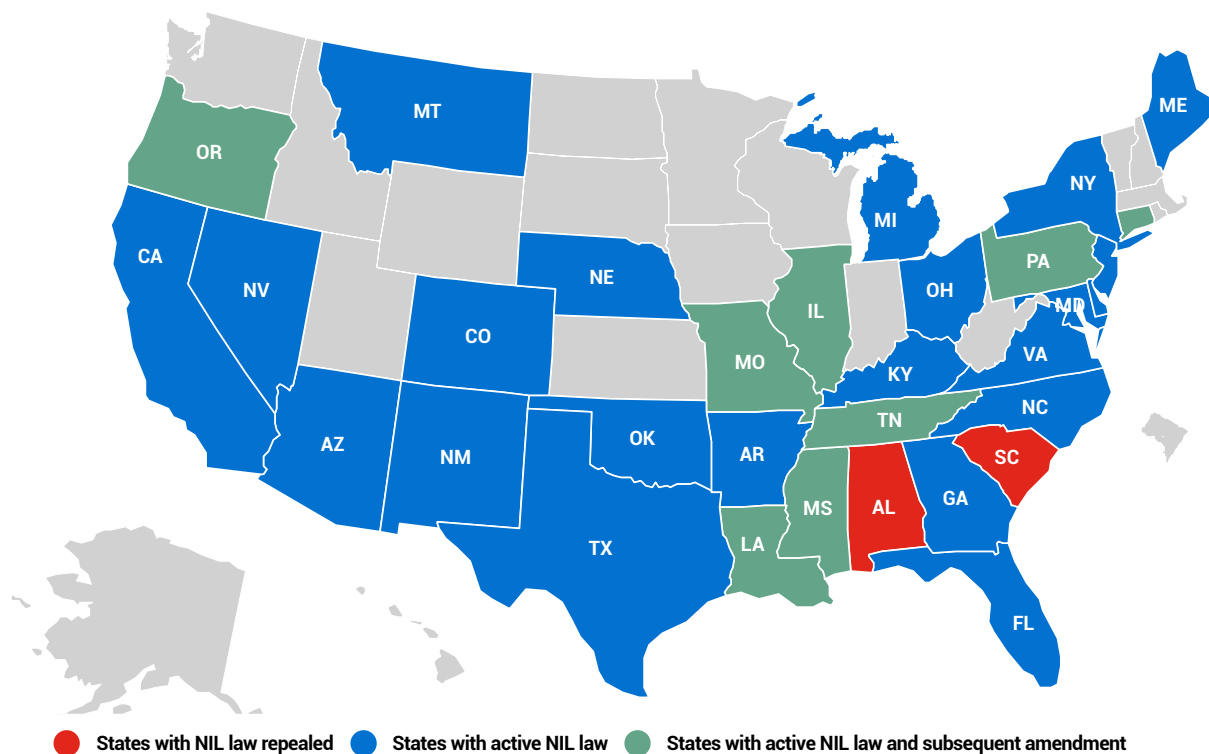 ME
MT
OR
NY
MI
CA
PA
NE
NV
OH
MD
IL
CO
VA
MO
KY
NC
TN
OK
AZ
AR
NM
SC
GA
MS
AL
LA
TX
FL
States with NIL law repealed
States with active NIL law
States with active NIL law and subsequent amendment